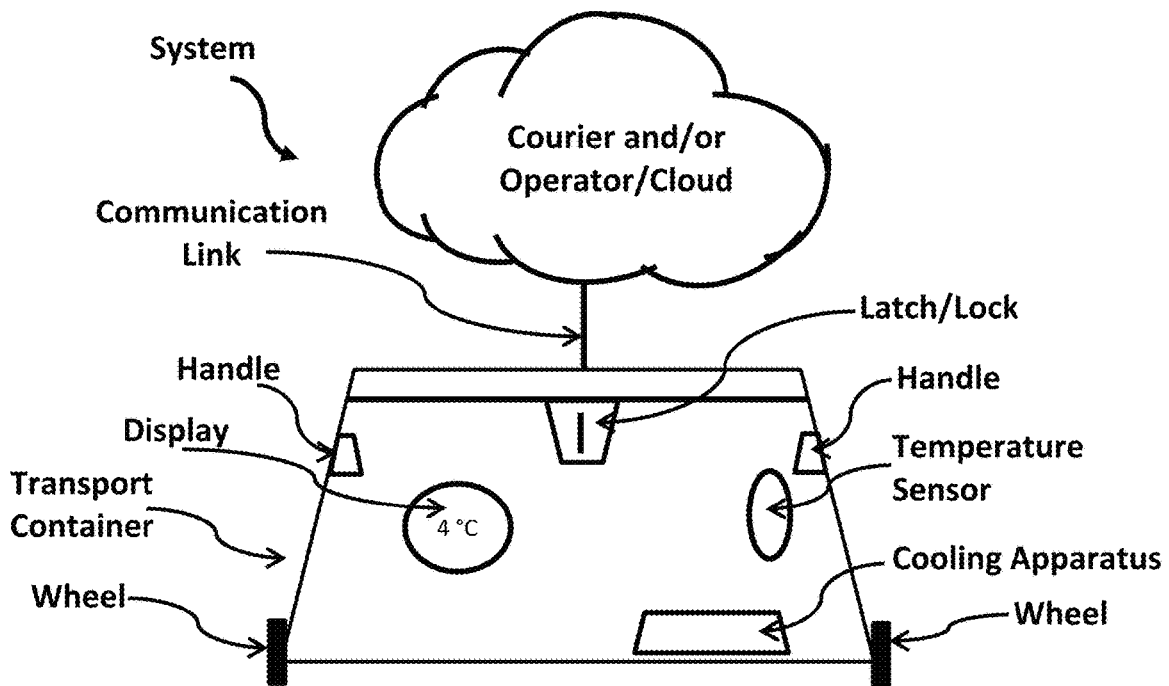 System
Courier and/or
Operator/Cloud
Communication
Link
Latch/Lock
Handle
Handle
Display
Temperature
Sensor
Transport
Container
4 °C
Cooling Apparatus
Wheel
Wheel